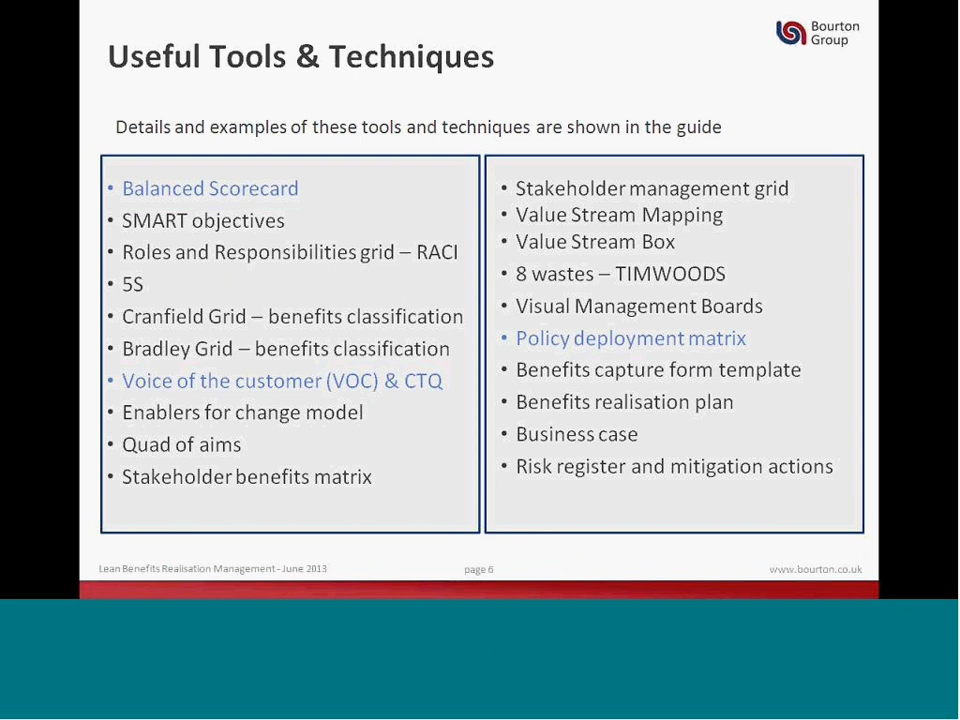 Bourton
Group
Useful Tools & Techniques
Details and examples of these tools and techniques are shown in the guide
• Balanced Scorecard
• SMART objectives
• Roles and Responsibilities grid – RACI
• 5S
• Cranfield Grid – benefits classification
• Bradley Grid – benefits classification
• Voice of the customer (VOC) & CTQ
• Enablers for change model
• Quad of aims
• Stakeholder benefits matrix
• Stakeholder management grid
• Value Stream Mapping
• Value Stream Box
• 8 wastes – TIMWOODS
• Visual Management Boards
• Policy deployment matrix
• Benefits capture form template
• Benefits realisation plan
• Business case
• Risk register and mitigation actions
Lean Benefits Realisation Management - June 2013
page 6
www.bourton.co.uk